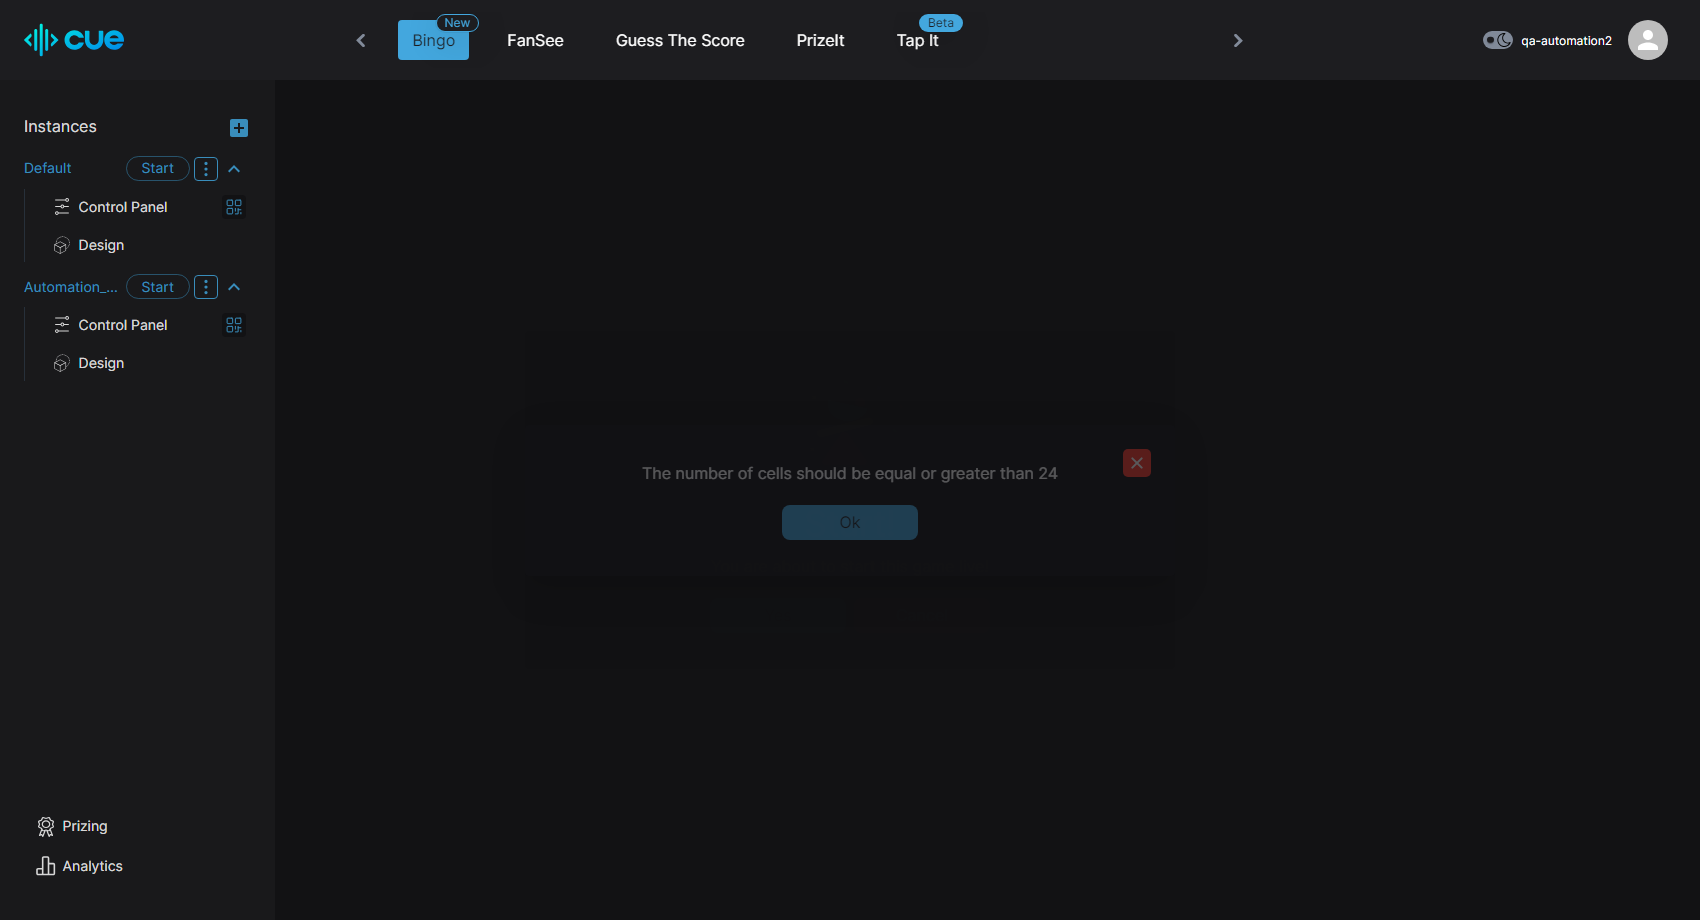 cue
New
Bingo
FanSee
Guess The Score
PrizeIt
Beta
Tap It
qa-automation2
Instances
Default
Start
Control Panel
Design
Automation_...
Start
Control Panel
Design
The number of cells should be equal or greater than 24
Ok
Prizing
Analytics